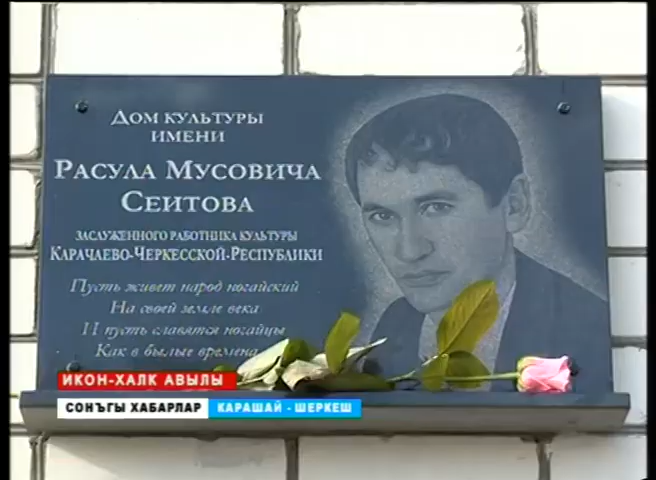 Дом культуры
имени
Расула Мусовича
Сеитова
заслуженного работника культуры
Карачаево-Черкесской-Республики
Пусть живет народ ногайский
На своей земле века
И пусть славятся ногайцы
Как в былые времена
ИКОН-ХАЛК АВЫЛЫ
СОНЪГЫ ХАБАРЛАР
КАРАШАЙ - ШЕРКЕШ